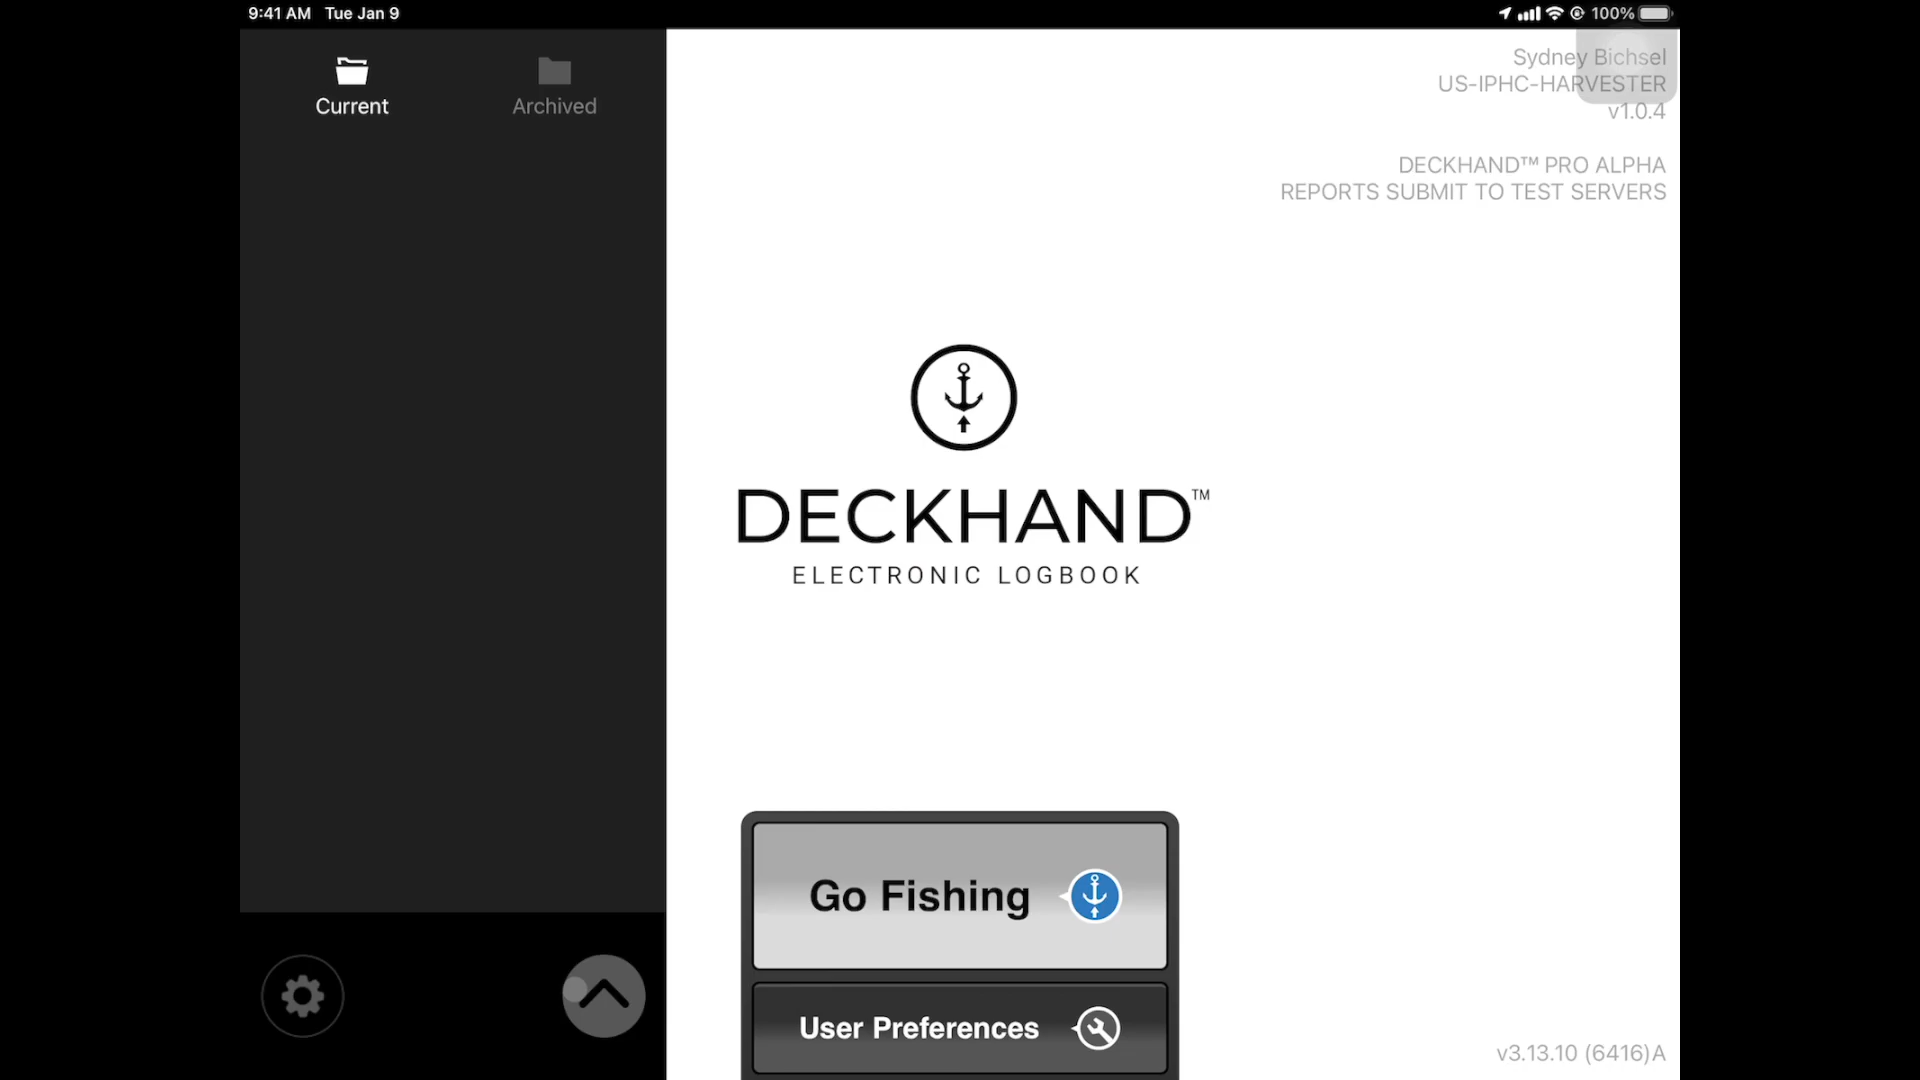 9:41 AM Tue Jan 9
100%
Current
Archived
Sydney Bichsel
US-IPHC-HARVESTER
v1.0.4
DECKHAND™ PRO ALPHA
REPORTS SUBMIT TO TEST SERVERS
DECKHAND™
ELECTRONIC LOGBOOK
Go Fishing
User Preferences
v3.13.10 (6416)A